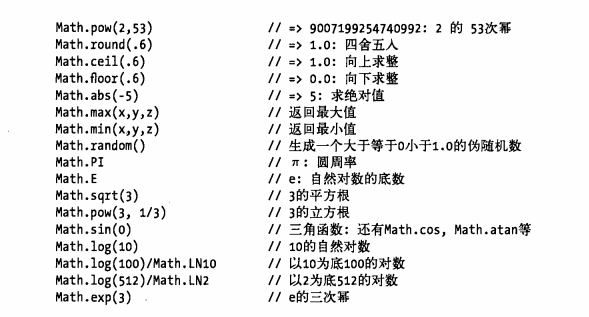 Math.pow(2,53) // => 9007199254740992: 2 的 53次幂
Math.round(.6) // => 1.0: 四舍五入
Math.ceil(.6) // => 1.0: 向上求整
Math.floor(.6) // => 0.0: 向下求整
Math.abs(-5) // => 5: 求绝对值
Math.max(x,y,z) // 返回最大值
Math.min(x,y,z) // 返回最小值
Math.random() // 生成一个大于等于0小于1.0的伪随机数
Math.PI // π: 圆周率
Math.E // e: 自然对数的底数
Math.sqrt(3) // 3的平方根
Math.pow(3, 1/3) // 3的立方根
Math.sin(0) // 三角函数: 还有Math.cos, Math.atan等
Math.log(10) // 10的自然对数
Math.log(100)/Math.LN10 // 以10为底100的对数
Math.log(512)/Math.LN2 // 以2为底512的对数
Math.exp(3) // e的三次幂